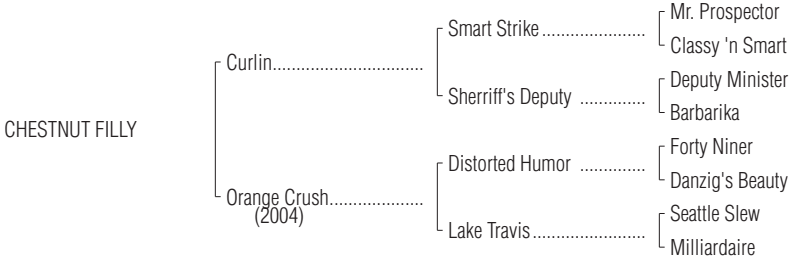 Mr. Prospector
Smart Strike......................
Classy 'n Smart
Curlin...............................
Deputy Minister
Sherriff's Deputy ..............
Barbarika
CHESTNUT FILLY
Forty Niner
Distorted Humor ..............
Danzig's Beauty
Orange Crush...................
(2004)
Seattle Slew
Lake Travis........................
Milliardaire